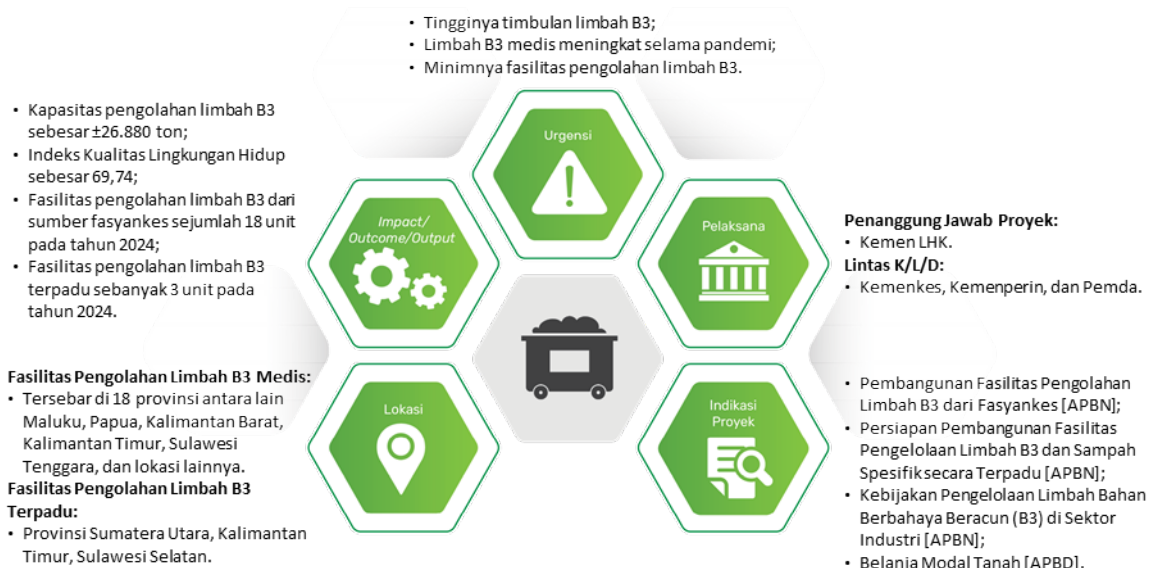 • Tingginya timbulan limbah B3;
• Limbah B3 medis meningkat selama pandemi;
• Minimnya fasilitas pengolahan limbah B3.
• Kapasitas pengolahan limbah B3
sebesar ±26.880 ton;
• Indeks Kualitas Lingkungan Hidup
sebesar 69,74;
• Fasilitas pengolahan limbah B3 dari
sumber fasyankes sejumlah 18 unit
pada tahun 2024;
• Fasilitas pengolahan limbah B3
terpadu sebanyak 3 unit pada
tahun 2024.
Urgensi
Impact/
Outcome/Output
Pelaksana
Penanggung Jawab Proyek:
• Kemen LHK.
Lintas K/L/D:
• Kemenkes, Kemenperin, dan Pemda.
Fasilitas Pengolahan Limbah B3 Medis:
• Tersebar di 18 provinsi antara lain
Maluku, Papua, Kalimantan Barat,
Kalimantan Timur, Sulawesi
Tenggara, dan lokasi lainnya.
Fasilitas Pengolahan Limbah B3
Terpadu:
• Provinsi Sumatera Utara, Kalimantan
Timur, Sulawesi Selatan.
Lokasi
Indikasi
Proyek
• Pembangunan Fasilitas Pengolahan
Limbah B3 dari Fasyankes [APBN];
• Persiapan Pembangunan Fasilitas
Pengelolaan Limbah B3 dan Sampah
Spesifik secara Terpadu [APBN];
• Kebijakan Pengelolaan Limbah Bahan
Berbahaya Beracun (B3) di Sektor
Industri [APBN];
• Belanja Modal Tanah [APBD].